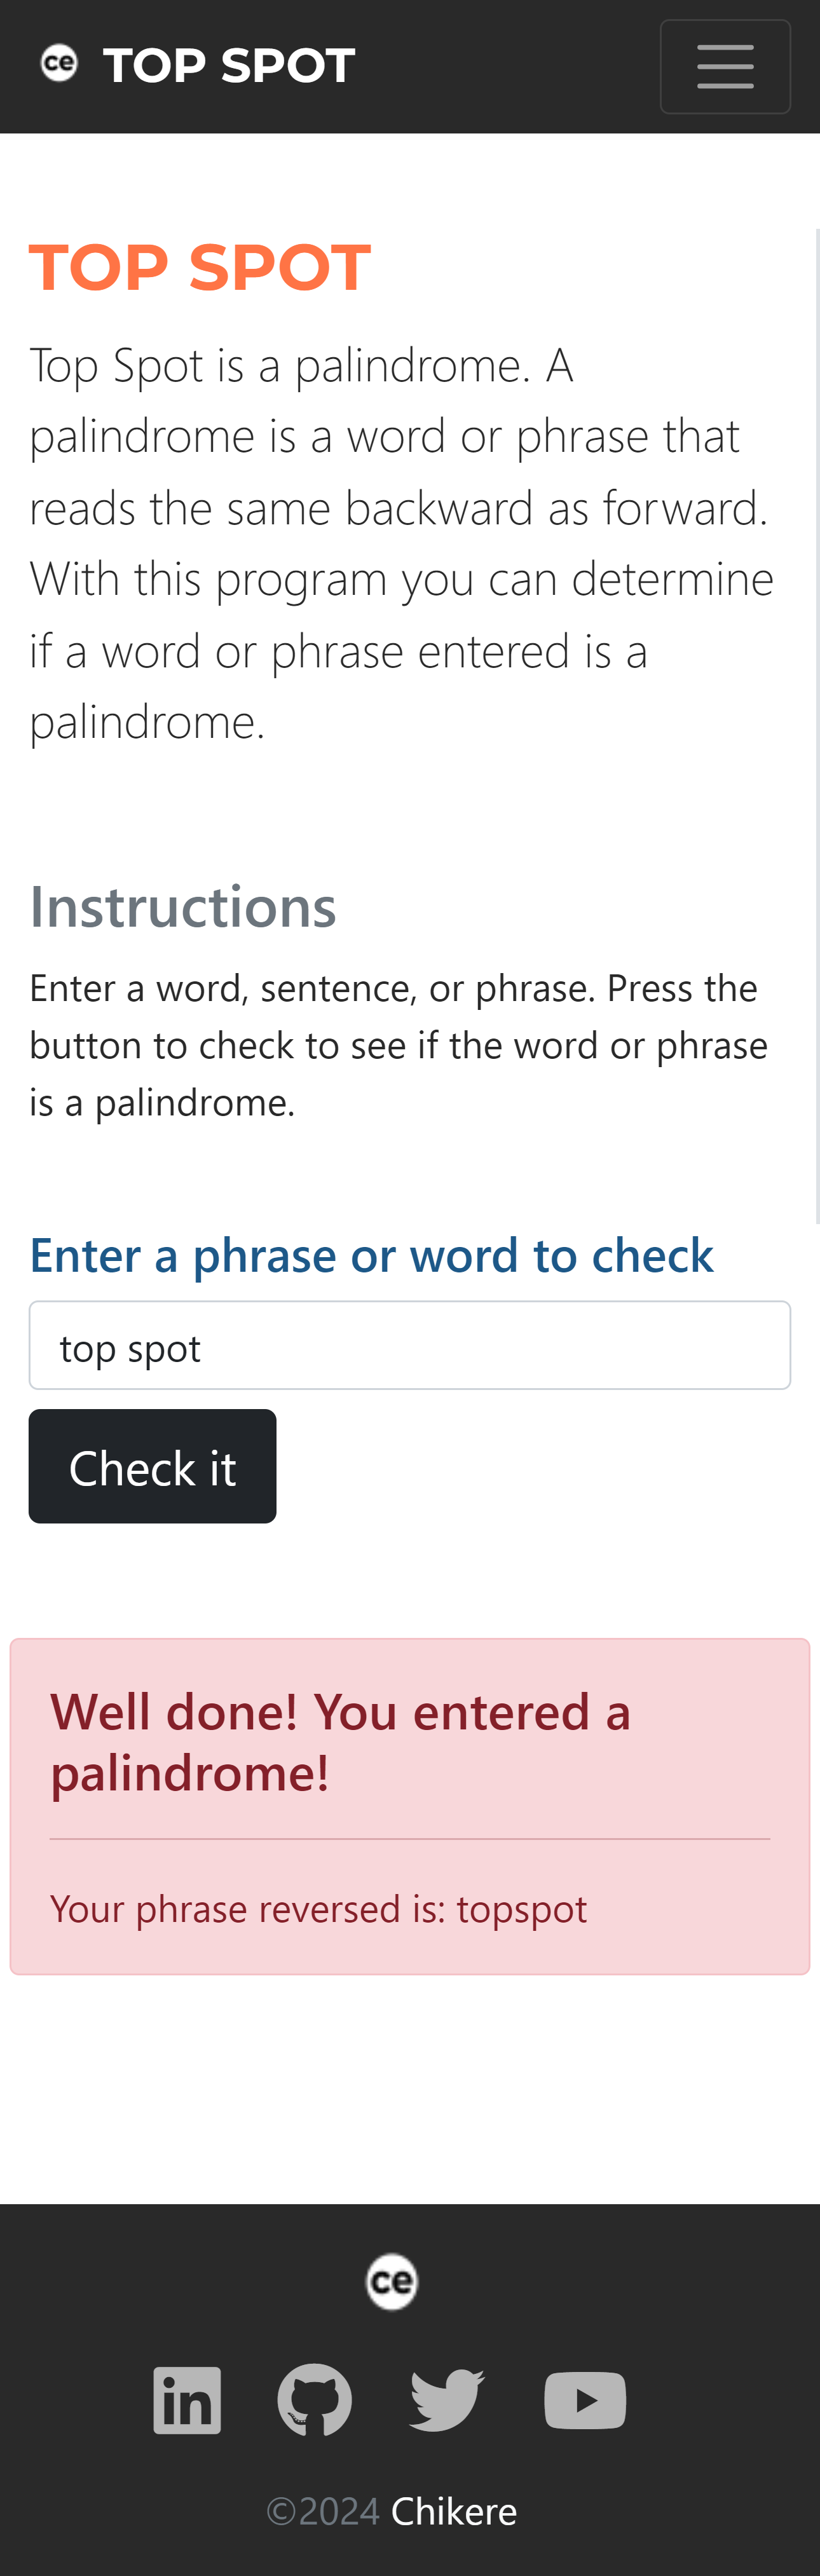 ce TOP SPOT
TOP SPOT
Top Spot is a palindrome. A
palindrome is a word or phrase that
reads the same backward as forward.
With this program you can determine
if a word or phrase entered is a
palindrome.
Instructions
Enter a word, sentence, or phrase. Press the
button to check to see if the word or phrase
is a palindrome.
Enter a phrase or word to check
top spot
Check it
Well done! You entered a
palindrome!
Your phrase reversed is: topspot
ce
in
©2024 Chikere